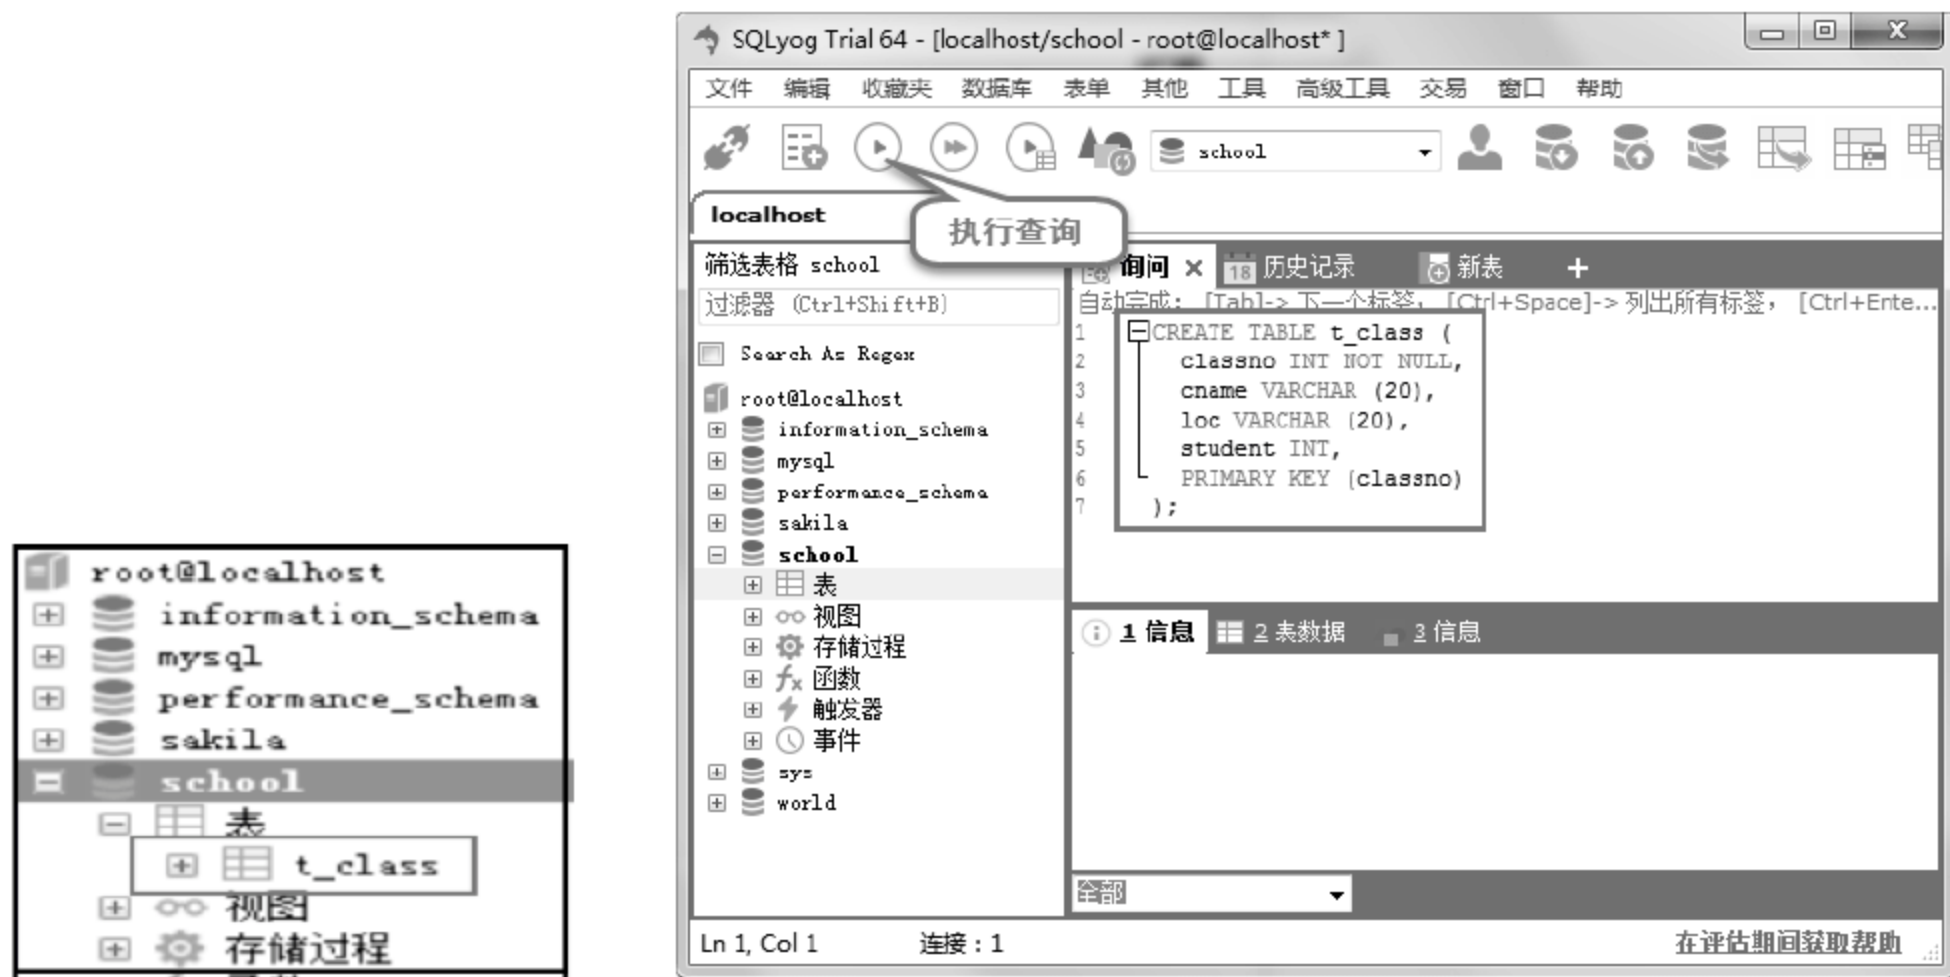 root@localhost
information_schema
mysql
performance_schema
sakila
school
表
t_class
视图
存储过程
SQLyog Trial 64 - [localhost/school - root@localhost* ]
文件 编辑 收藏夹 数据库 表单 其他 工具 高级工具 交易 窗口 帮助
school
执行查询
localhost
筛选表格 school
过滤器 (Ctrl+Shift+B)
Search As Regex
root@localhost
information_schema
mysql
performance_schema
sakila
school
表
视图
存储过程
函数
触发器
事件
sys
world
询问 18 历史记录 新表 +
自动完成: [Tab]-> 下一个标签, [Ctrl+Space]-> 列出所有标签, [Ctrl+Ente...
1 CREATE TABLE t_class (
2 classno INT NOT NULL,
3 cname VARCHAR (20),
4 loc VARCHAR (20),
5 student INT,
6 PRIMARY KEY (classno)
7 );
1 信息 2 表数据 3 信息
全部
Ln 1, Col 1 连接 : 1 在评估期间获取帮助